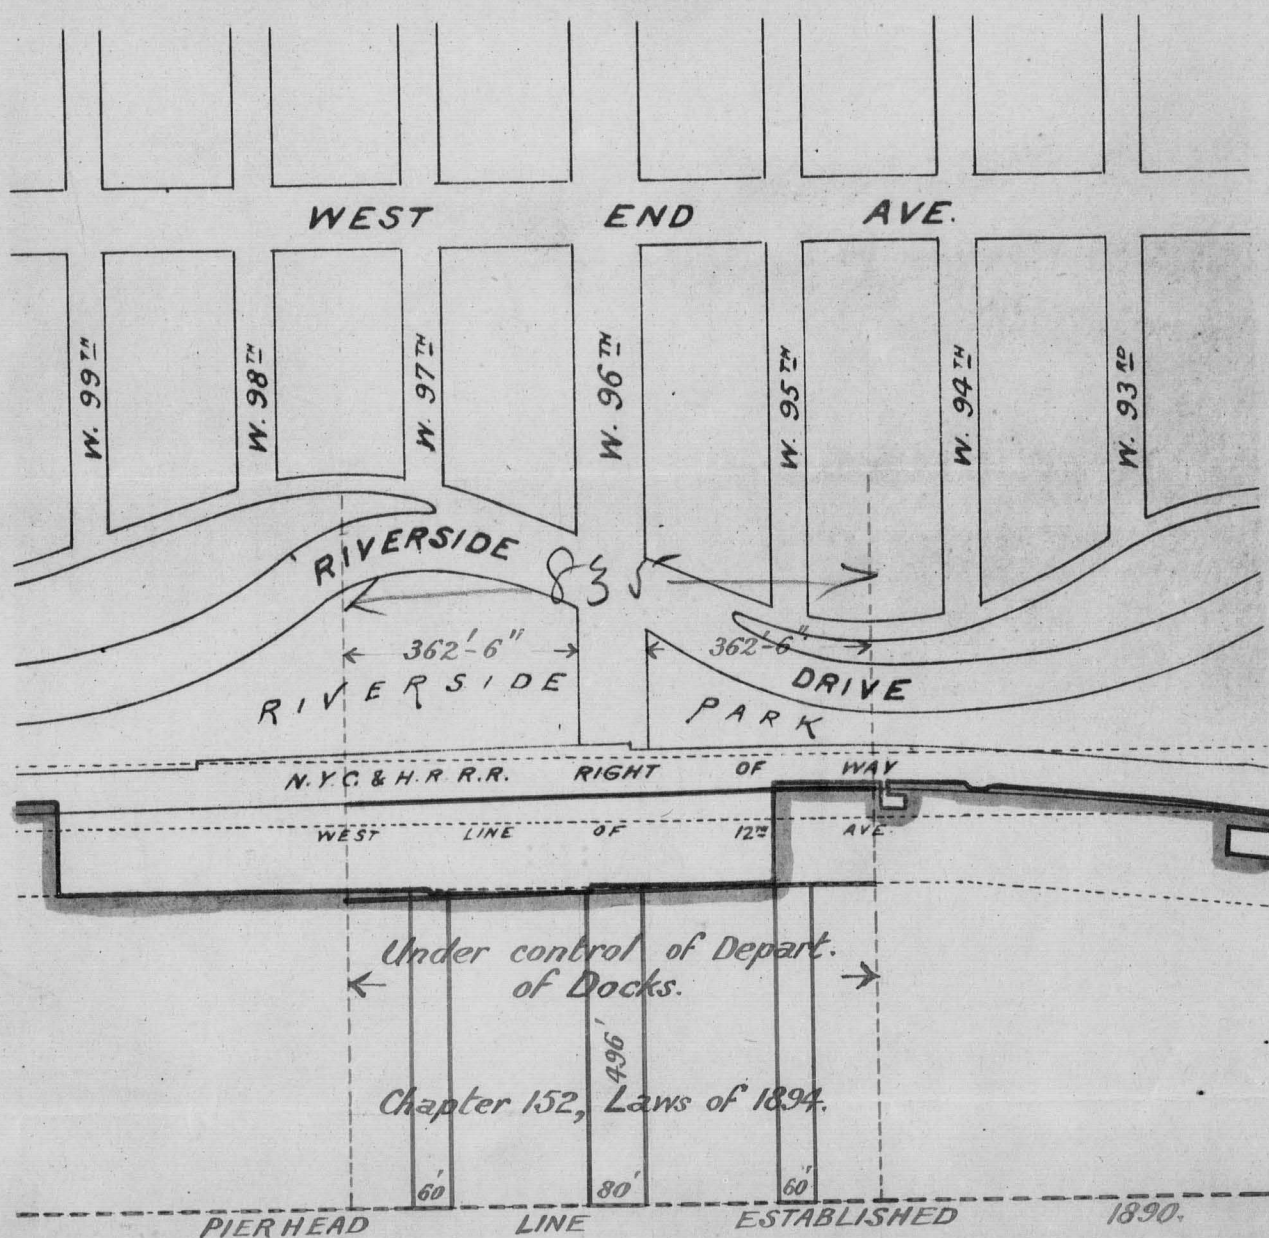 WEST END AVE.
W. 99TH
W. 98TH
W. 97TH
W. 96TH
W. 95TH
W. 94TH
W. 93RD
RIVERSIDE
835
362'-6"
362'-6"
DRIVE
RIVERSIDE PARK
N.Y.C. & H.R R.R. RIGHT OF WAY
WEST LINE OF 12TH AVE.
Under control of Depart.
of Docks.
496'
Chapter 152, Laws of 1894.
60'
80'
60'
PIERHEAD LINE ESTABLISHED 1890.